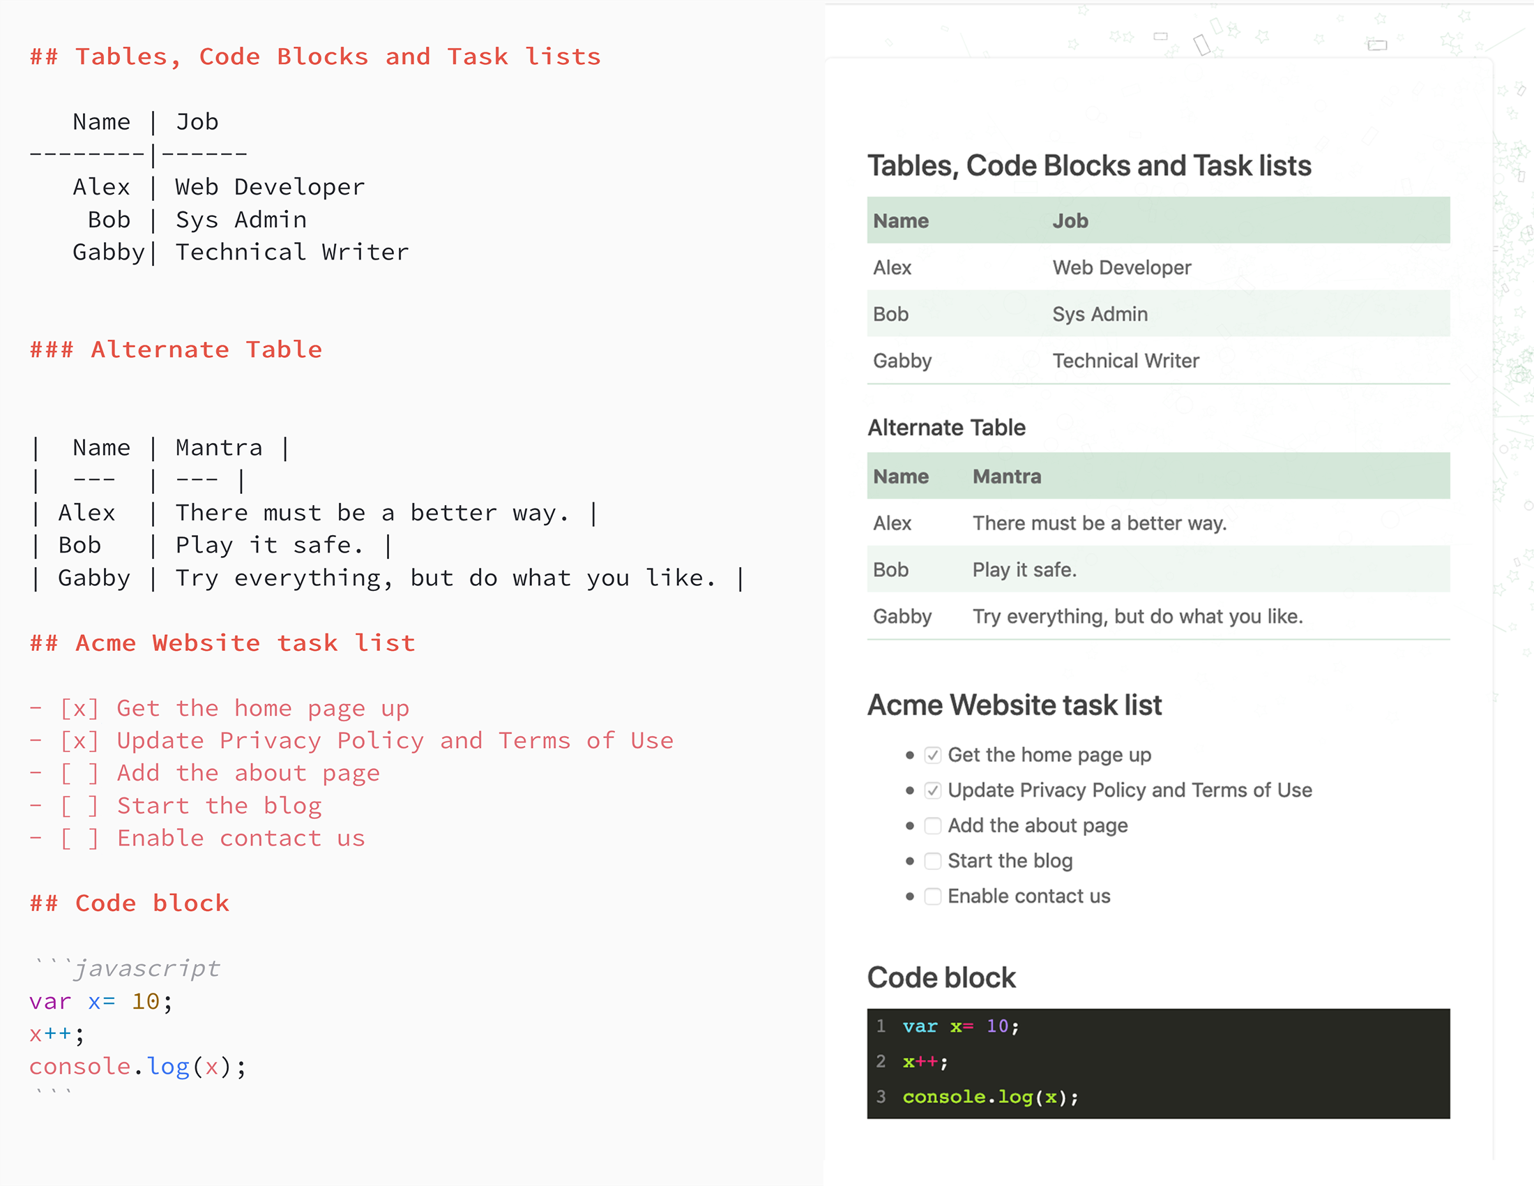 ## Tables, Code Blocks and Task lists
Name | Job
--------|------
Alex | Web Developer
Bob | Sys Admin
Gabby| Technical Writer
### Alternate Table
|  Name | Mantra |
|  ---  | --- |
| Alex  | There must be a better way. |
| Bob   | Play it safe. |
| Gabby | Try everything, but do what you like. |
## Acme Website task list
- [x] Get the home page up
- [x] Update Privacy Policy and Terms of Use
- [ ] Add the about page
- [ ] Start the blog
- [ ] Enable contact us
## Code block
```javascript
var x= 10;
x++;
console.log(x);
```
Tables, Code Blocks and Task lists
Name Job
Alex Web Developer
Bob Sys Admin
Gabby Technical Writer
Alternate Table
Name Mantra
Alex There must be a better way.
Bob Play it safe.
Gabby Try everything, but do what you like.
Acme Website task list
• ☑ Get the home page up
• ☑ Update Privacy Policy and Terms of Use
• ☐ Add the about page
• ☐ Start the blog
• ☐ Enable contact us
Code block
1 var x= 10;
2 x++;
3 console.log(x);